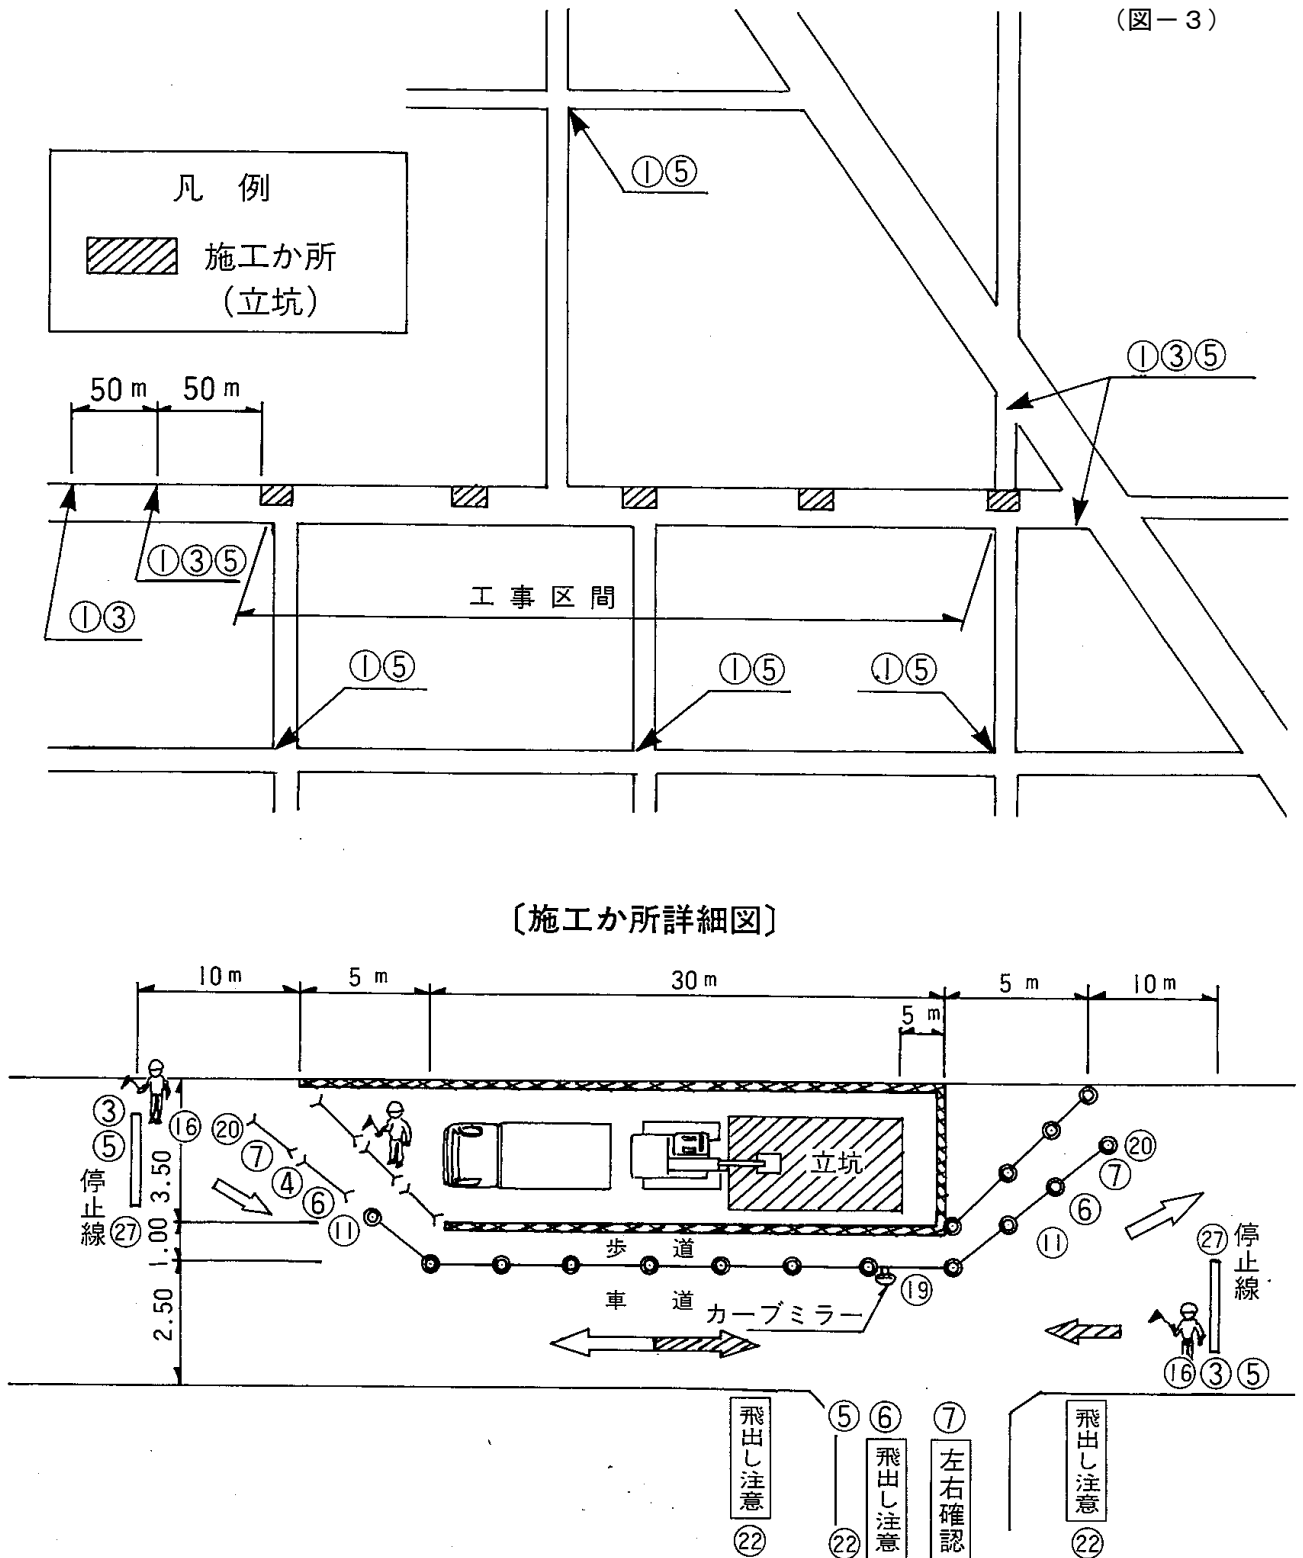 （図－３）
①⑤
凡 例
施工か所
（立坑）
①③⑤
50 m 50 m
①③⑤
①③
工事区間
①⑤ ①⑤ ①⑤
〔施工か所詳細図〕
10 m 5 m 30 m 5 m 10 m
5 m
③
⑤
停止線
㉗
⑯
3.50
1.00
2.50
⑳
⑦
④
⑥
⑪
立坑
歩道
車道
カーブミラー
⑲
⑳
⑦
⑥
⑪
㉗
停止線
⑯③⑤
飛出し注意
㉒
⑤
㉒
⑥
飛出し注意
⑦
左右確認
飛出し注意
㉒